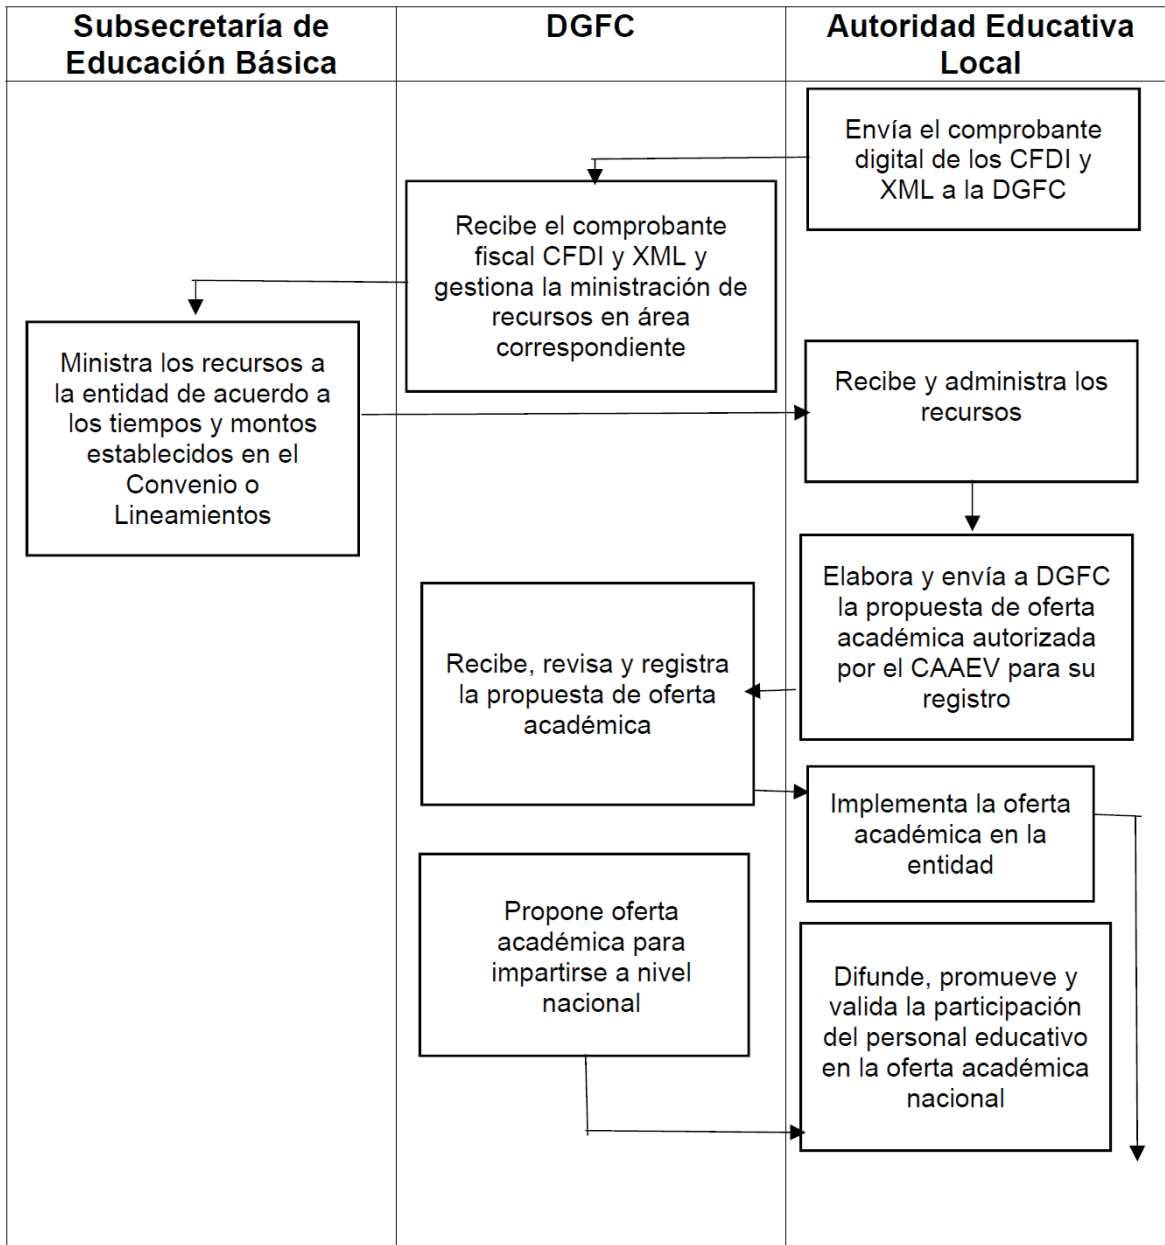 Subsecretaría de
Educación Básica
DGFC
Autoridad Educativa
Local
Envía el comprobante
digital de los CFDI y
XML a la DGFC
Recibe el comprobante
fiscal CFDI y XML y
gestiona la ministración de
recursos en área
correspondiente
Ministra los recursos a
la entidad de acuerdo a
los tiempos y montos
establecidos en el
Convenio o
Lineamientos
Recibe y administra los
recursos
Elabora y envía a DGFC
la propuesta de oferta
académica autorizada
por el CAAEV para su
registro
Recibe, revisa y registra
la propuesta de oferta
académica
Implementa la oferta
académica en la
entidad
Propone oferta
académica para
impartirse a nivel
nacional
Difunde, promueve y
valida la participación
del personal educativo
en la oferta académica
nacional